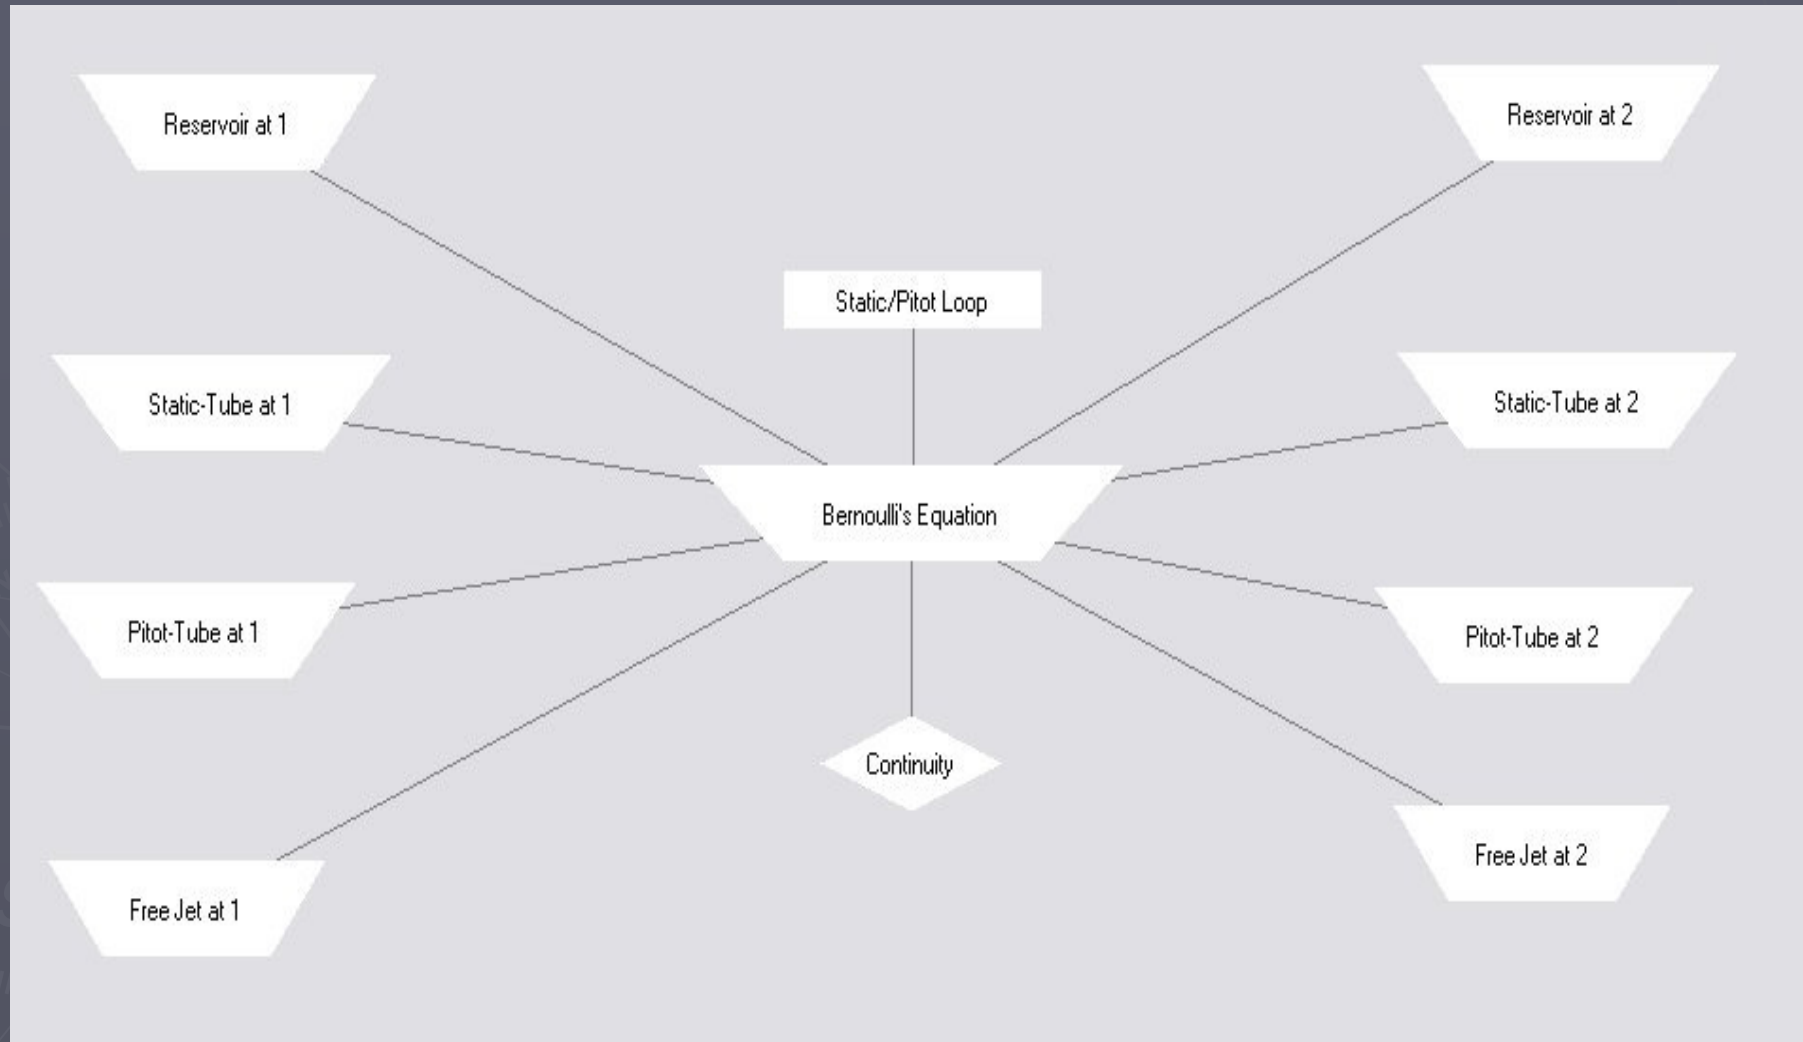 Reservoir at 1
Reservoir at 2
Static/Pitot Loop
Static-Tube at 1
Static-Tube at 2
Bernoulli's Equation
Pitot-Tube at 1
Pitot-Tube at 2
Continuity
Free Jet at 2
Free Jet at 1